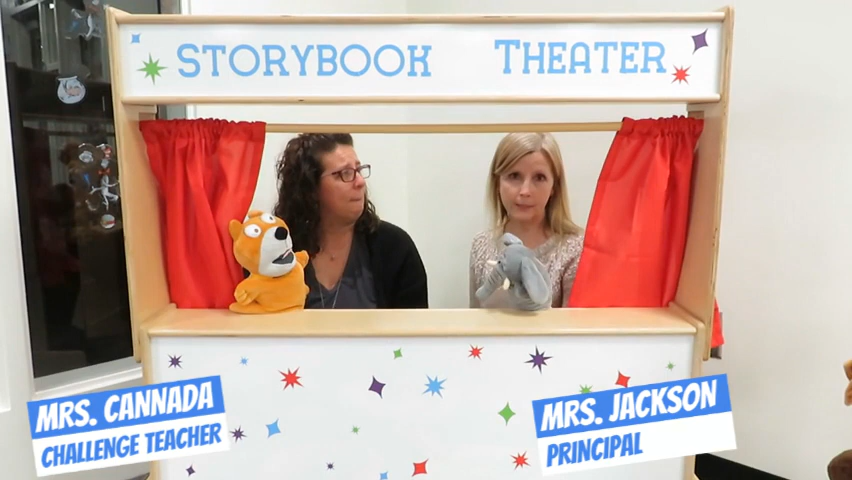 STORYBOOK THEATER
MRS. CANNADA
CHALLENGE TEACHER
MRS. JACKSON
PRINCIPAL